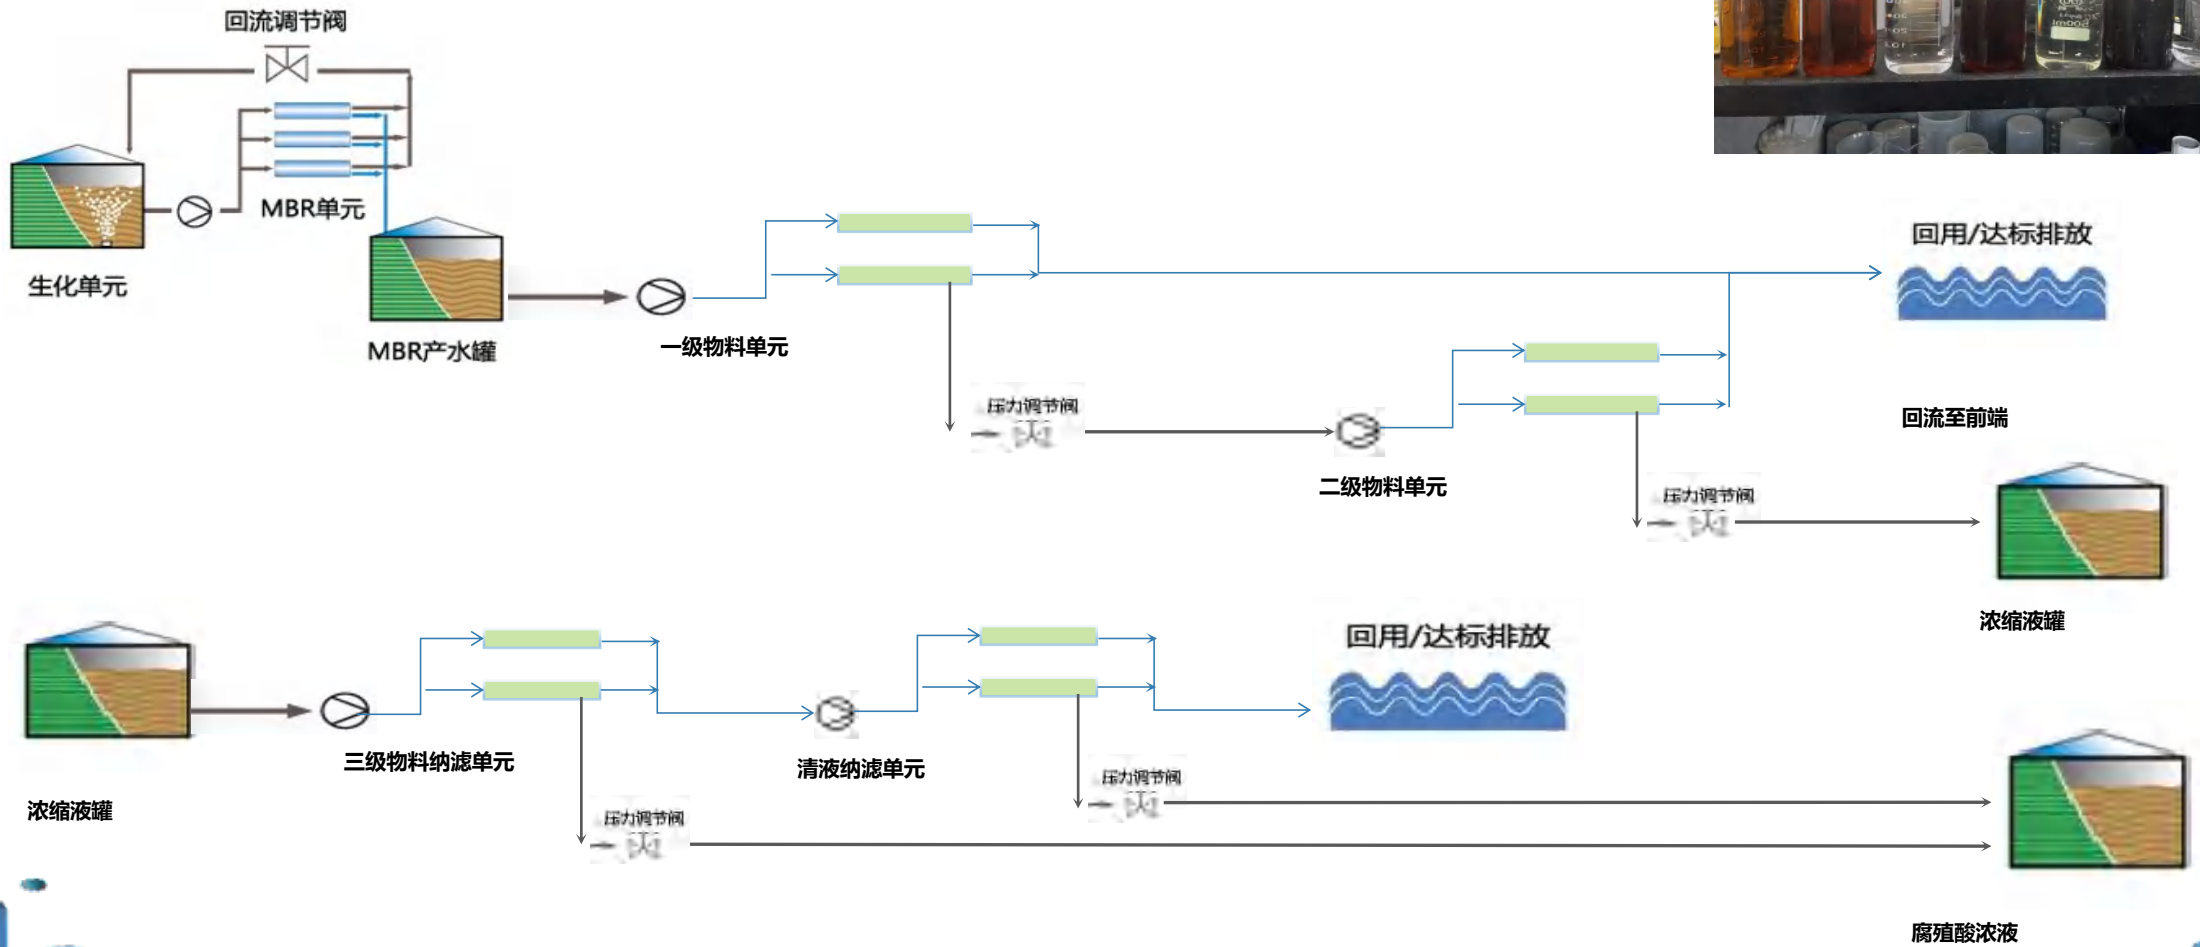 回流调节阀
MBR单元
生化单元
MBR产水罐
一级物料单元
回用/达标排放
压力调节阀
二级物料单元
回流至前端
压力调节阀
浓缩液罐
回用/达标排放
三级物料纳滤单元
清液纳滤单元
压力调节阀
浓缩液罐
压力调节阀
腐殖酸浓液